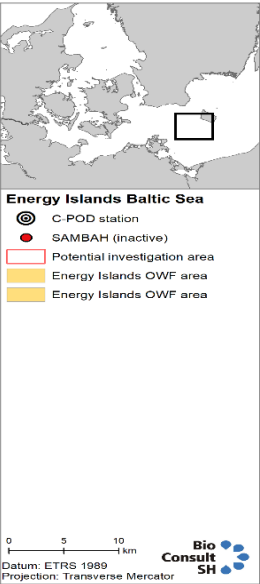 Energy Islands Baltic Sea
C-POD station
SAMBAH (inactive)
Potential investigation area
Energy Islands OWF area
Energy Islands OWF area
0 5 10
km
Bio
Consult
SH
Datum: ETRS 1989
Projection: Transverse Mercator